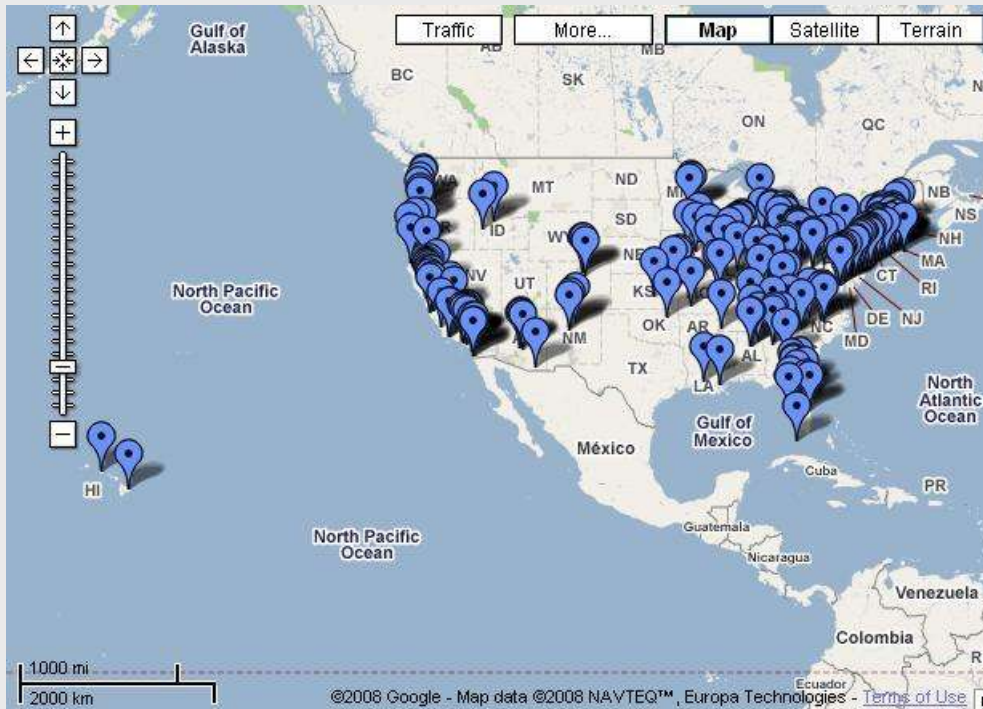 Gulf of
Alaska
Traffic
More...
Map
Satellite
Terrain
AB
MB
BC
SK
ON
QC
NB
NS
MT
ND
ID
SD
NH
WY
NE
MA
NV
UT
CT
RI
KS
North Pacific
Ocean
OK
AR
NC
DE
NJ
NM
MD
AL
TX
LA
North
Atlantic
Ocean
Gulf of
Mexico
México
HI
Cuba
PR
Guatemala
North Pacific
Ocean
Nicaragua
Venezuela
Colombia
1000 mi
2000 km
Ecuador
©2008 Google - Map data ©2008 NAVTEQ™, Europa Technologies - Terms of Use